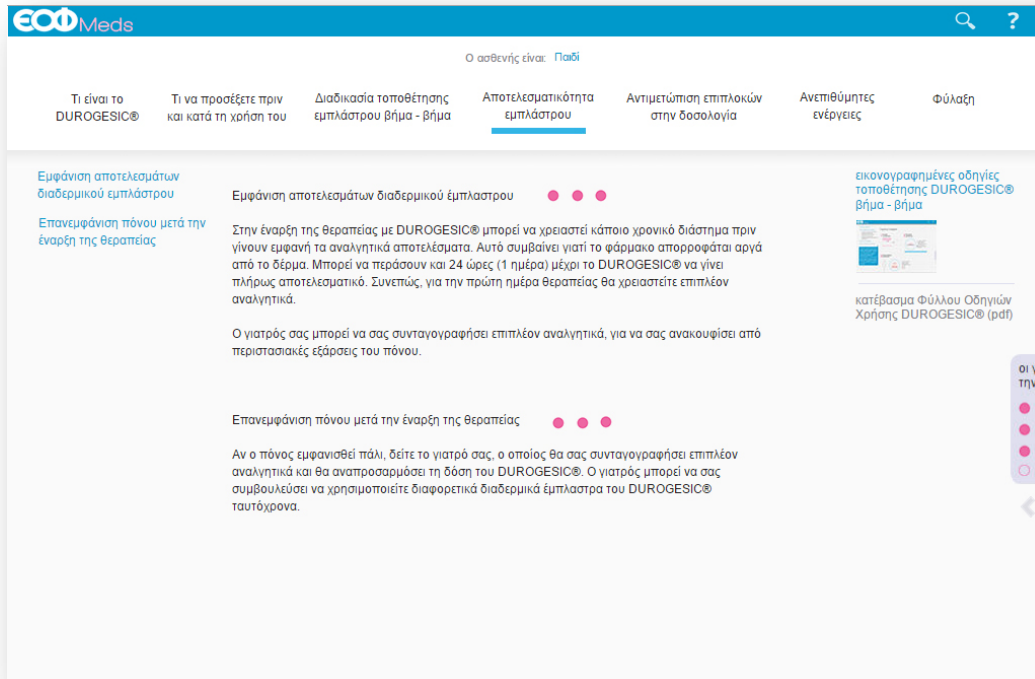 ΕΟΦMeds
?
Ο ασθενής είναι: Παιδί
Τι είναι το
DUROGESIC®
Τι να προσέξετε πριν
και κατά τη χρήση του
Διαδικασία τοποθέτησης
εμπλάστρου βήμα - βήμα
Αποτελεσματικότητα
εμπλάστρου
Αντιμετώπιση επιπλοκών
στην δοσολογία
Ανεπιθύμητες
ενέργειες
Φύλαξη
Εμφάνιση αποτελεσμάτων
διαδερμικού εμπλάστρου
Επανεμφάνιση πόνου μετά την
έναρξη της θεραπείας
Εμφάνιση αποτελεσμάτων διαδερμικού έμπλαστρου
Στην έναρξη της θεραπείας με DUROGESIC® μπορεί να χρειαστεί κάποιο χρονικό διάστημα πριν
γίνουν εμφανή τα αναλγητικά αποτελέσματα. Αυτό συμβαίνει γιατί το φάρμακο απορροφάται αργά
από το δέρμα. Μπορεί να περάσουν και 24 ώρες (1 ημέρα) μέχρι το DUROGESIC® να γίνει
πλήρως αποτελεσματικό. Συνεπώς, για την πρώτη ημέρα θεραπείας θα χρειαστείτε επιπλέον
αναλγητικά.
Ο γιατρός σας μπορεί να σας συνταγογραφήσει επιπλέον αναλγητικά, για να σας ανακουφίσει από
περιστασιακές εξάρσεις του πόνου.
Επανεμφάνιση πόνου μετά την έναρξη της θεραπείας
Αν ο πόνος εμφανισθεί πάλι, δείτε το γιατρό σας, ο οποίος θα σας συνταγογραφήσει επιπλέον
αναλγητικά και θα αναπροσαρμόσει τη δόση του DUROGESIC®. Ο γιατρός μπορεί να σας
συμβουλεύσει να χρησιμοποιείτε διαφορετικά διαδερμικά έμπλαστρα του DUROGESIC®
ταυτόχρονα.
εικονογραφημένες οδηγίες
τοποθέτησης DUROGESIC®
βήμα - βήμα
κατέβασμα Φύλλου Οδηγιών
Χρήσης DUROGESIC® (pdf)
οι
την